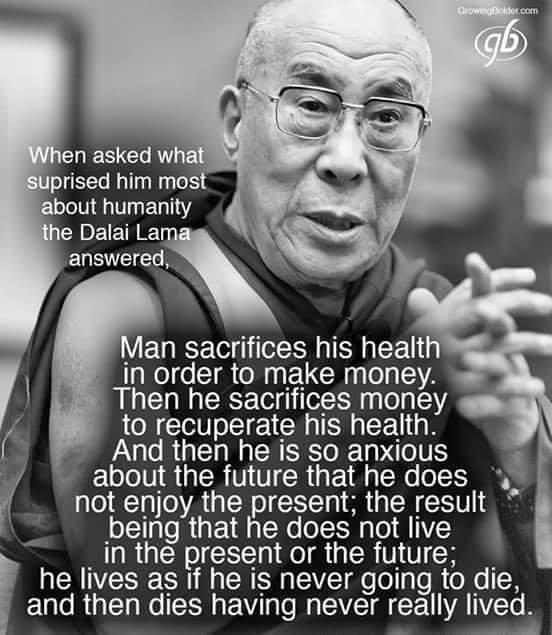 GrowingBolder.com
gb
When asked what
suprised him most
about humanity
the Dalai Lama
answered,
Man sacrifices his health
in order to make money.
Then he sacrifices money
to recuperate his health.
And then he is so anxious
about the future that he does
not enjoy the present; the result
being that he does not live
in the present or the future;
he lives as if he is never going to die,
and then dies having never really lived.